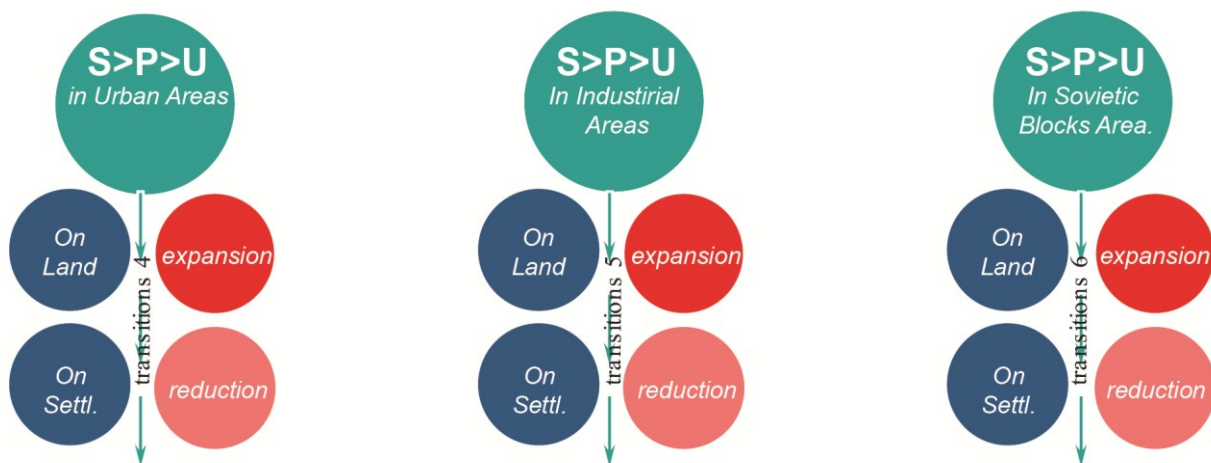 S>P>U
in Urban Areas
On
Land
transitions 4
expansion
On
Settl.
reduction
S>P>U
In Industirial
Areas
On
Land
transitions 5
expansion
On
Settl.
reduction
S>P>U
In Sovietic
Blocks Area.
On
Land
transitions 6
expansion
On
Settl.
reduction